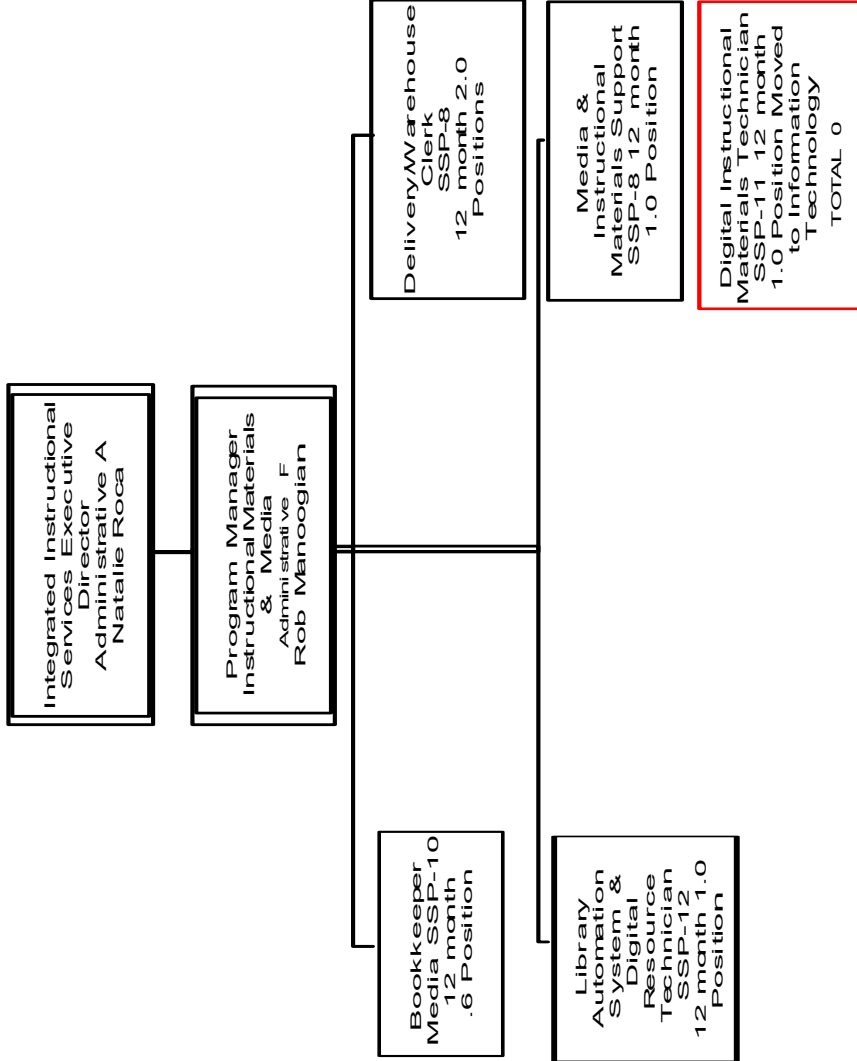 Integrated Instructional
Services Executive
Director
Administrative A
Natalie Roca
Program Manager
Instructional Materials
& Media
Administrative F
Rob Manoogian
Bookkeeper
Media SSP-10
12 month
.6 Position
Delivery/Warehouse
Clerk
SSP-8
12 month 2.0
Positions
Library
Automation
System &
Digital
Resource
Technician
SSP-12
12 month 1.0
Position
Media &
Instructional
Materials Support
SSP-8 12 month
1.0 Position
Digital Instructional
Materials Technician
SSP-11 12 month
1.0 Position Moved
to Information
Technology
TOTAL 0